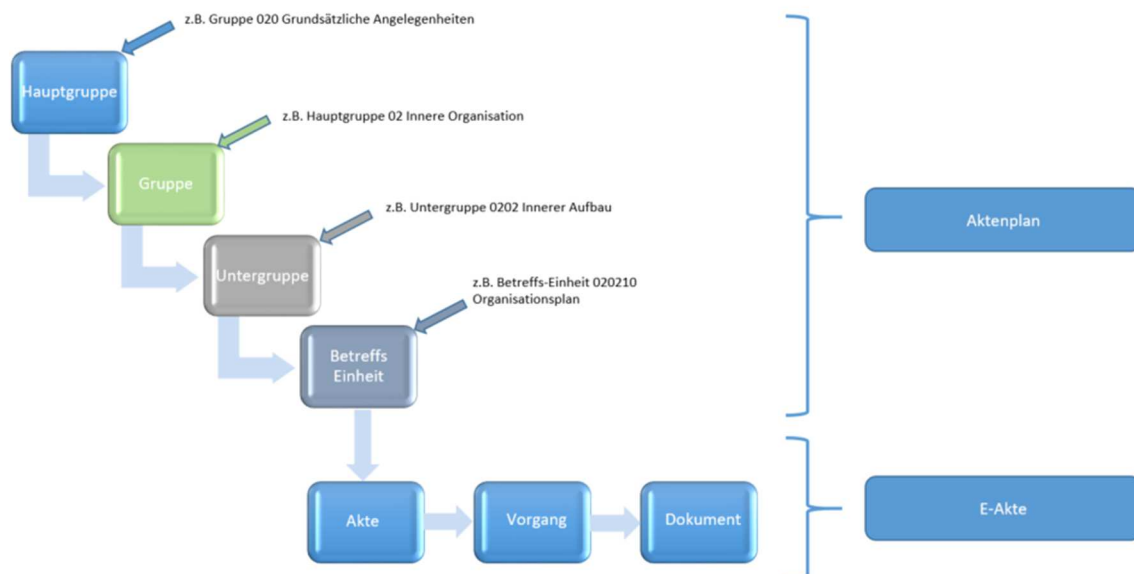 z.B. Gruppe 020 Grundsätzliche Angelegenheiten
Hauptgruppe
z.B. Hauptgruppe 02 Innere Organisation
Gruppe
z.B. Untergruppe 0202 Innerer Aufbau
Aktenplan
Untergruppe
z.B. Betreffs-Einheit 020210
Organisationsplan
Betreffs
Einheit
Akte
Vorgang
Dokument
E-Akte